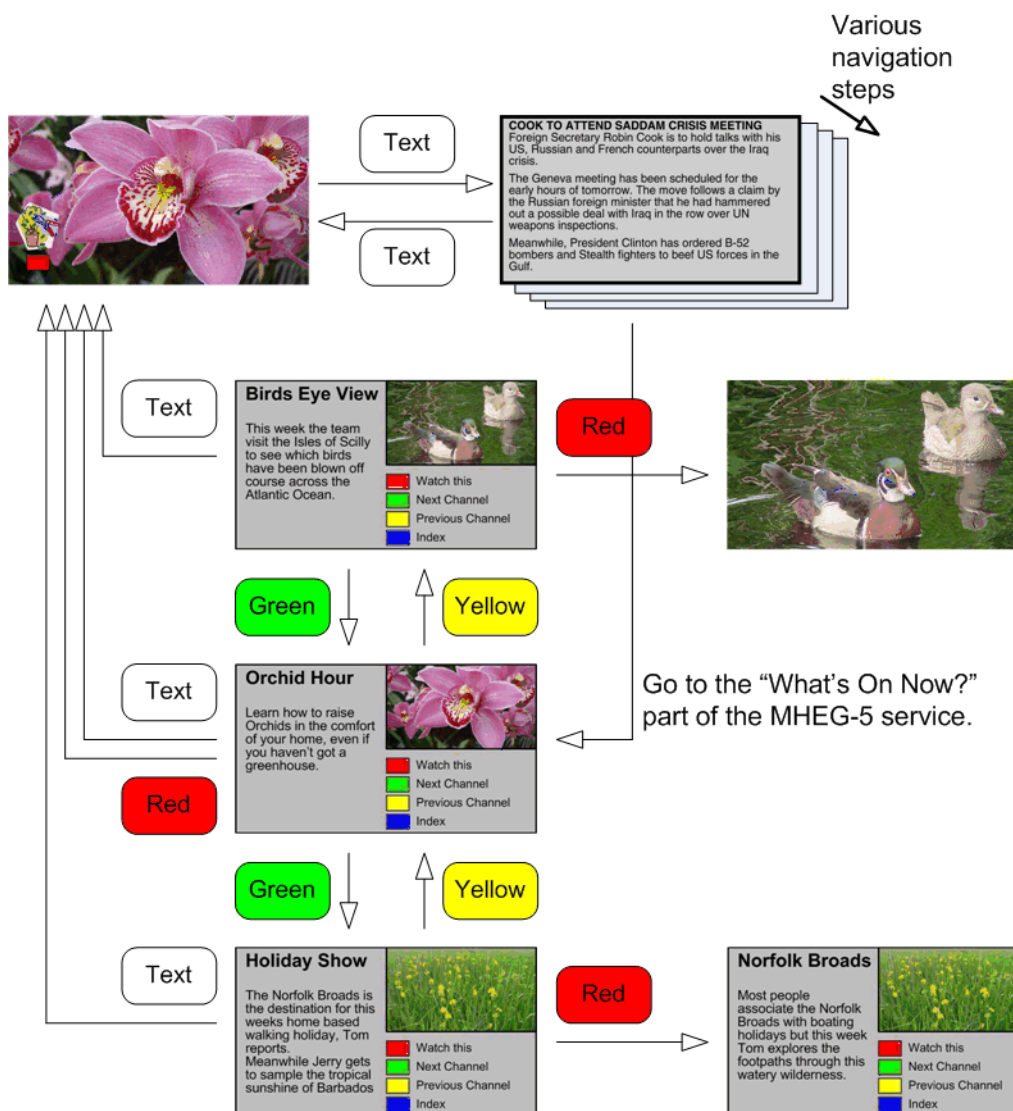 Various
navigation
steps
Text
COOK TO ATTEND SADDAM CRISIS MEETING
Foreign Secretary Robin Cook is to hold talks with his
US, Russian and French counterparts over the Iraq
crisis.
The Geneva meeting has been scheduled for the
early hours of tomorrow. The move follows a claim by
the Russian foreign minister that he had hammered
out a possible deal with Iraq in the row over UN
weapons inspections.
Meanwhile, President Clinton has ordered B-52
bombers and Stealth fighters to beef US forces in the
Gulf.
Text
Text
Birds Eye View
This week the team
visit the Isles of Scilly
to see which birds
have been blown off
course across the
Atlantic Ocean.
Watch this
Next Channel
Previous Channel
Index
Red
Green
Yellow
Text
Orchid Hour
Learn how to raise
Orchids in the comfort
of your home, even if
you haven't got a
greenhouse.
Watch this
Next Channel
Previous Channel
Index
Go to the “What’s On Now?”
part of the MHEG-5 service.
Red
Green
Yellow
Text
Holiday Show
The Norfolk Broads is
the destination for this
weeks home based
walking holiday, Tom
reports.
Meanwhile Jerry gets
to sample the tropical
sunshine of Barbados
Watch this
Next Channel
Previous Channel
Index
Red
Norfolk Broads
Most people
associate the Norfolk
Broads with boating
holidays but this week
Tom explores the
footpaths through this
watery wilderness.
Watch this
Next Channel
Previous Channel
Index